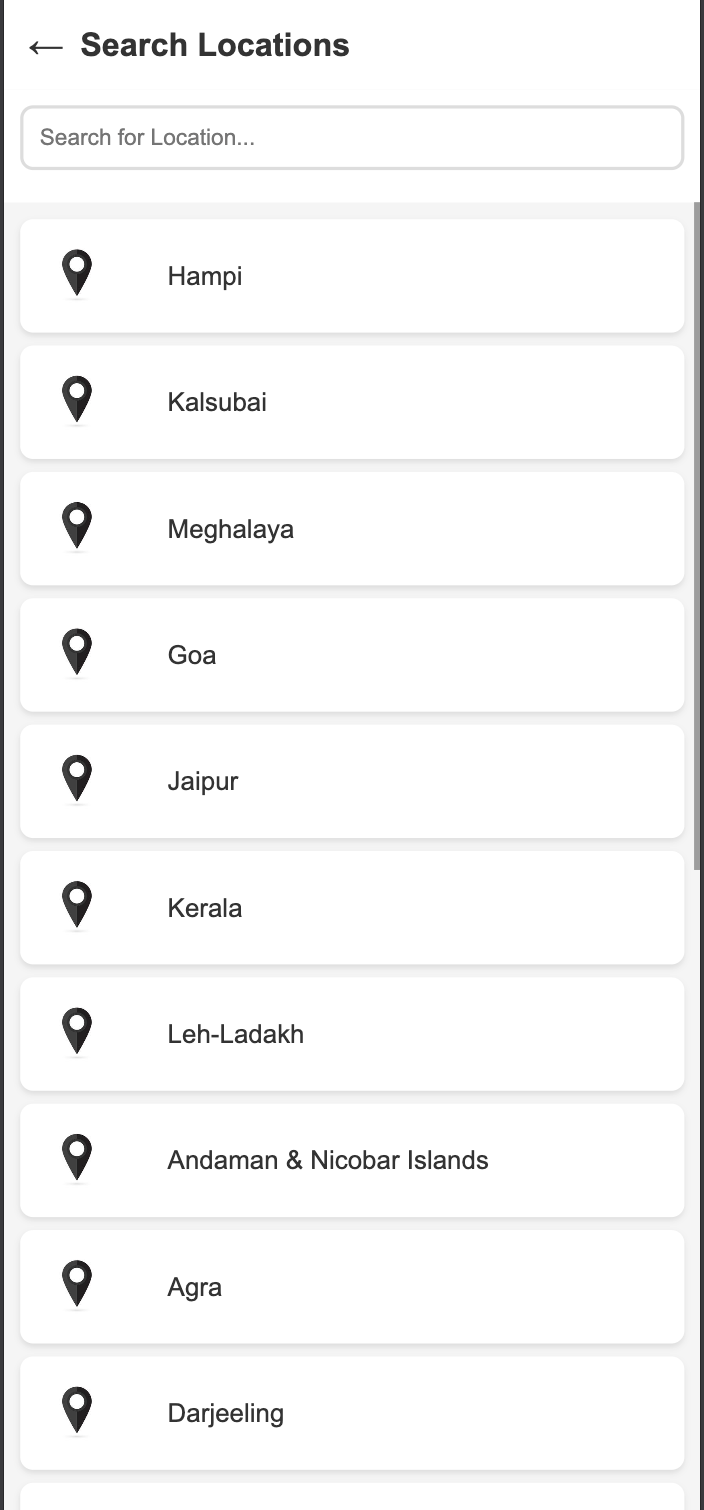 ← Search Locations
Search for Location...
Hampi
Kalsubai
Meghalaya
Goa
Jaipur
Kerala
Leh-Ladakh
Andaman & Nicobar Islands
Agra
Darjeeling